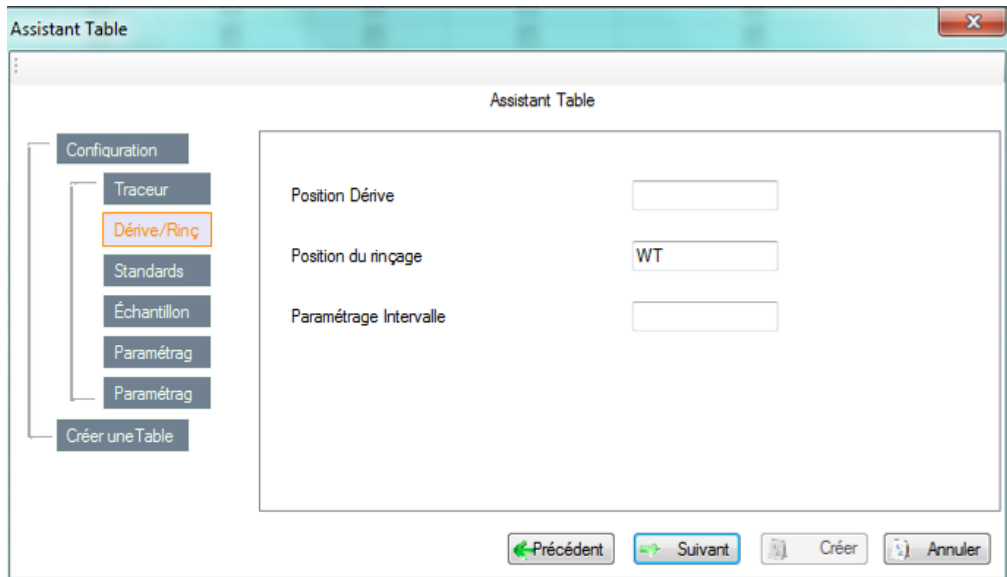 Assistant Table
Assistant Table
Configuration
Traceur
Dérive/Rinç
Standards
Échantillon
Paramétrag
Paramétrag
Créer une Table
Position Dérive
Position du rinçage
WT
Paramétrage Intervalle
Précédent
Suivant
Créer
Annuler